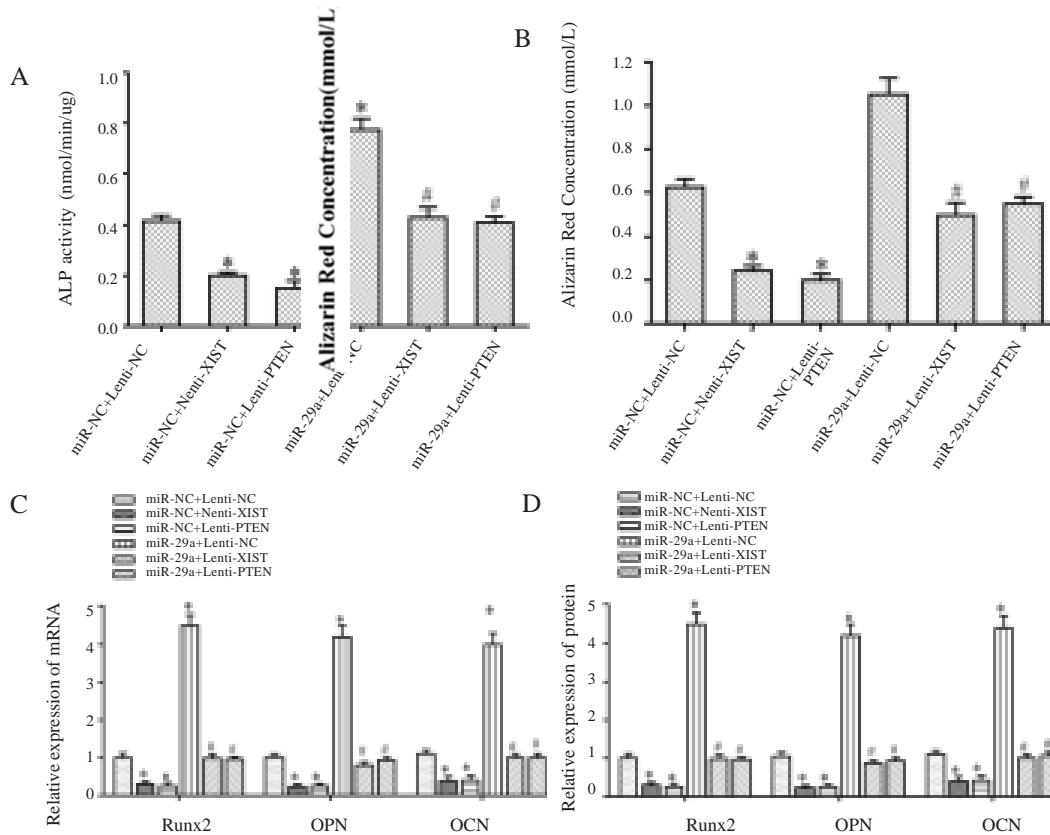 A
ALP activity (nmol/min/ug)
1.0
0.8
0.6
0.4
0.2
0.0
miR-NC+Lenti-NC
miR-NC+Nenti-XIST
miR-NC+Lenti-PTEN
miR-29a+Lenti-NC
miR-29a+Lenti-XIST
miR-29a+Lenti-PTEN
Alizarin Red Concentration(mmol/L)
B
Alizarin Red Concentration (mmol/L)
1.2
1.0
0.8
0.6
0.4
0.2
0.0
miR-NC+Lenti-NC
miR-NC+Nenti-XIST
miR-NC+Lenti-
PTEN
miR-29a+Lenti-NC
miR-29a+Lenti-XIST
miR-29a+Lenti-PTEN
C
miR-NC+Lenti-NC
miR-NC+Nenti-XIST
miR-NC+Lenti-PTEN
miR-29a+Lenti-NC
miR-29a+Lenti-XIST
miR-29a+Lenti-PTEN
Relative expression of mRNA
5
4
3
2
1
0
Runx2
OPN
OCN
D
miR-NC+Lenti-NC
miR-NC+Nenti-XIST
miR-NC+Lenti-PTEN
miR-29a+Lenti-NC
miR-29a+Lenti-XIST
miR-29a+Lenti-PTEN
Relative expression of protein
5
4
3
2
1
0
Runx2
OPN
OCN